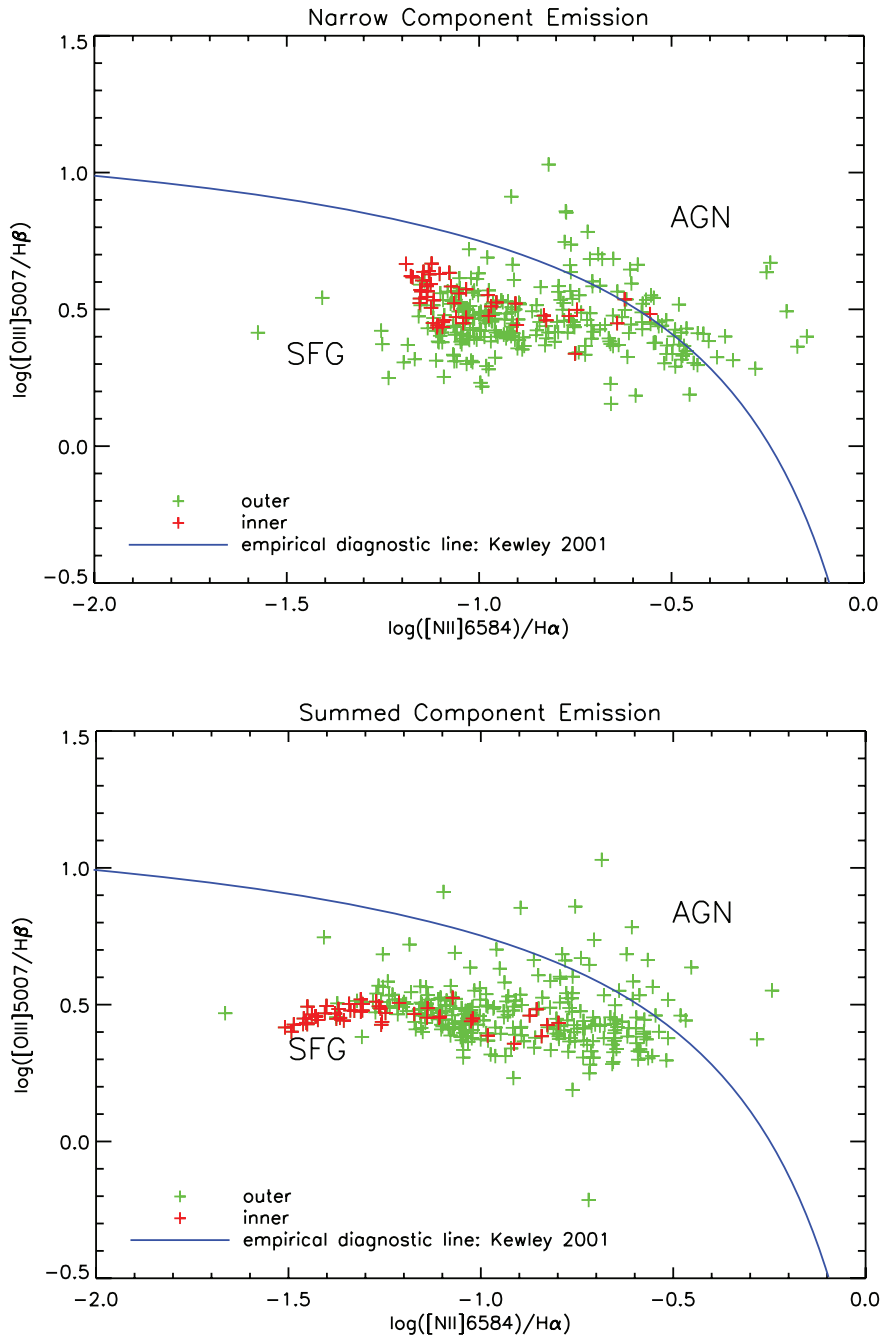 Narrow Component Emission
1.5
1.0
0.5
0.0
−0.5
log([OIII]5007/Hβ)
AGN
SFG
outer
inner
empirical diagnostic line: Kewley 2001
−2.0 −1.5 −1.0 −0.5 0.0
log([NII]6584)/Hα)
Summed Component Emission
1.5
1.0
0.5
0.0
−0.5
log([OIII]5007/Hβ)
AGN
SFG
outer
inner
empirical diagnostic line: Kewley 2001
−2.0 −1.5 −1.0 −0.5 0.0
log([NII]6584)/Hα)